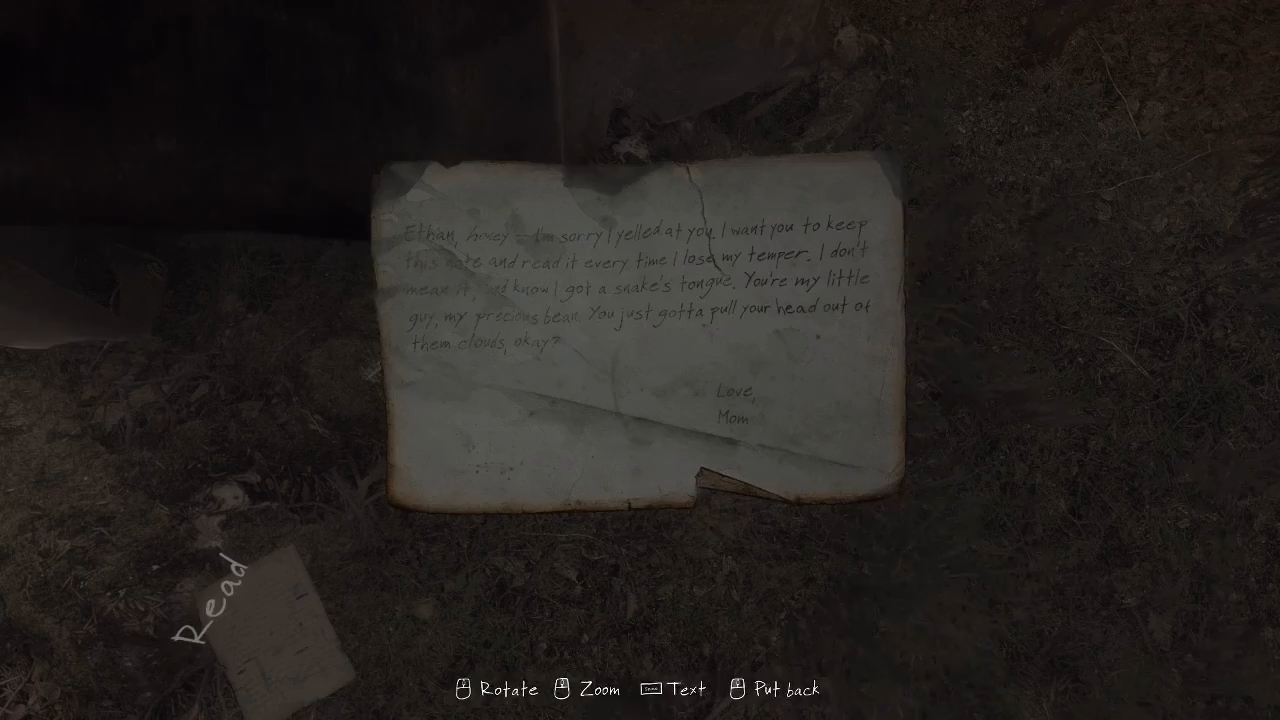 Ethan, honey – I'm sorry I yelled at you. I want you to keep
this note and read it every time I lose my temper. I don't
mean it, and know I got a snake's tongue. You're my little
guy, my precious bean. You just gotta pull your head out of
them clouds, okay?
Love,
Mom
Read
Rotate Zoom Text Put back